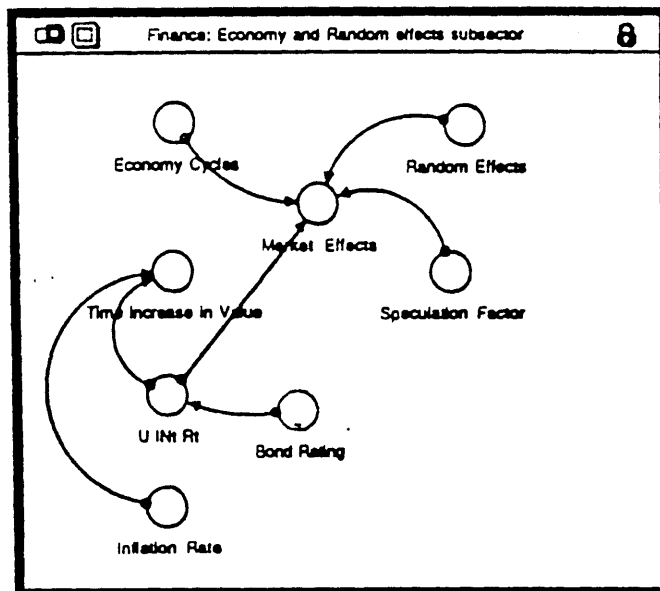 Finance: Economy and Random effects subsector
Economy Cycles
Random Effects
Market Effects
Time Increase in Value
Speculation Factor
U INt Rt
Bond Rating
Inflation Rate